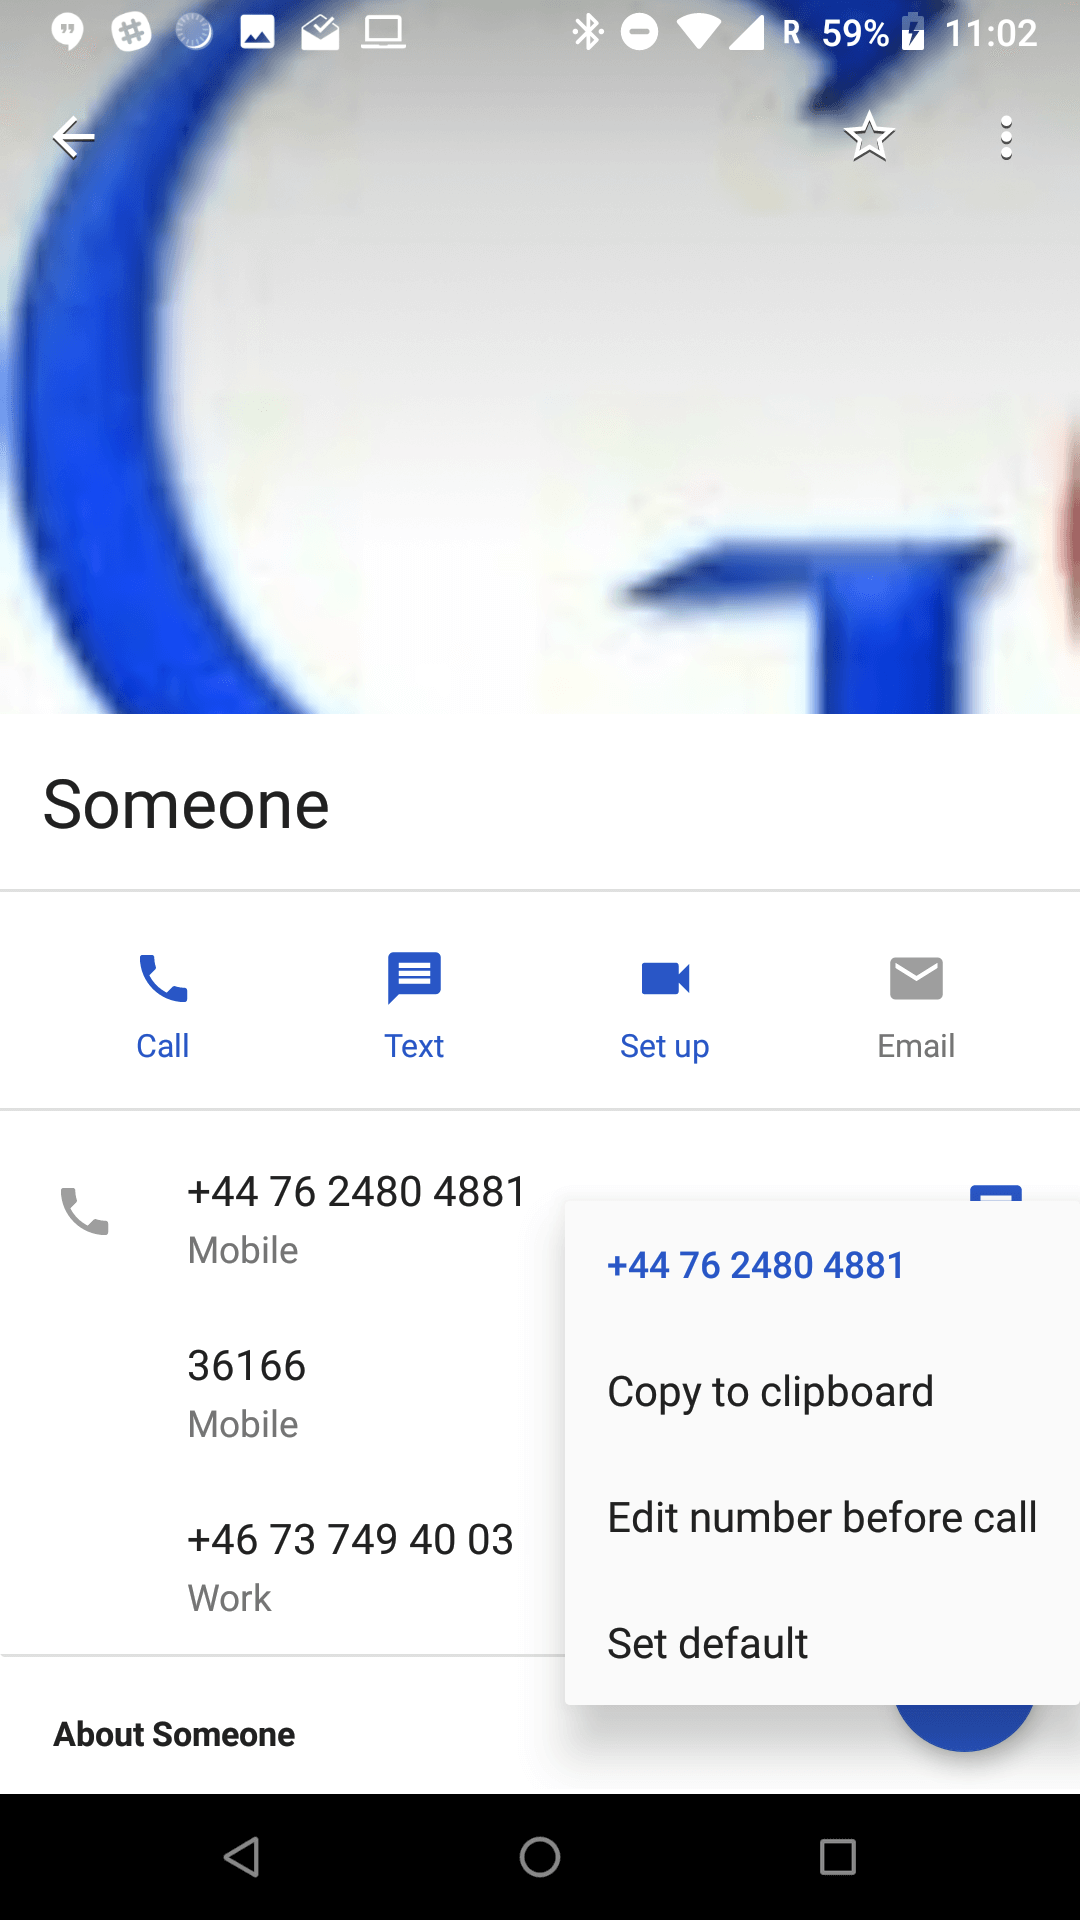 R 59% 11:02
Someone
Call Text Set up Email
+44 76 2480 4881
Mobile
36166
Mobile
+46 73 749 40 03
Work
+44 76 2480 4881
Copy to clipboard
Edit number before call
Set default
About Someone